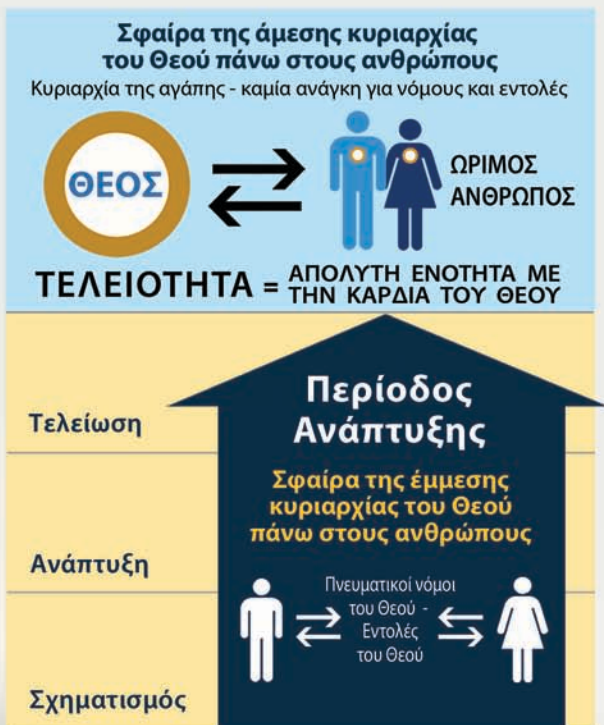 Σφαίρα της άμεσης κυριαρχίας
του Θεού πάνω στους ανθρώπους
Κυριαρχία της αγάπης - καμία ανάγκη για νόμους και εντολές
ΘΕΟΣ
ΩΡΙΜΟΣ
ΑΝΘΡΩΠΟΣ
ΤΕΛΕΙΟΤΗΤΑ = ΑΠΟΛΥΤΗ ΕΝΟΤΗΤΑ ΜΕ
ΤΗΝ ΚΑΡΔΙΑ ΤΟΥ ΘΕΟΥ
Περίοδος
Ανάπτυξης
Τελείωση
Σφαίρα της έμμεσης
κυριαρχίας του Θεού
πάνω στους ανθρώπους
Ανάπτυξη
Πνευματικοί νόμοι
του Θεού -
Εντολές
του Θεού
Σχηματισμός